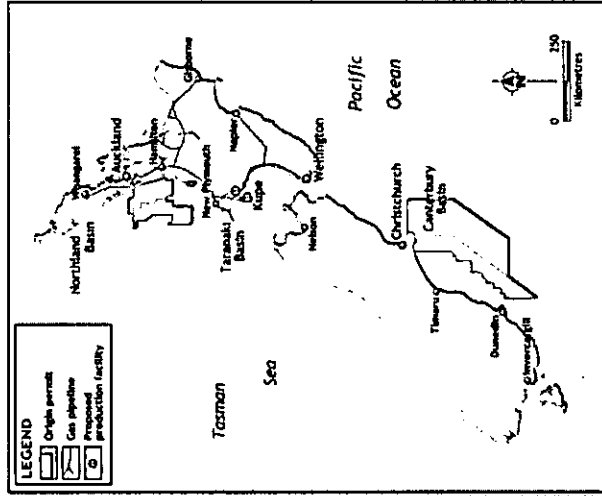 LEGEND
Origin permit
Gas pipeline
Proposed
production facility
Northland
Basin
Whangarei
Auckland
Hamilton
Gisborne
New Plymouth
Taranaki
Basin
Kupe
Napier
Wellington
Nelson
Tasman
Sea
Pacific
Ocean
Christchurch
Canterbury
Basin
Timaru
Dunedin
Invercargill
N
0
250
Kilometres